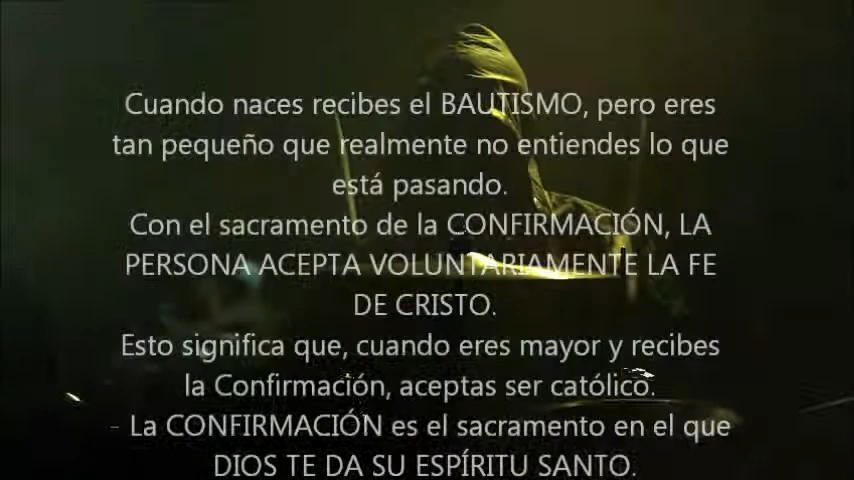 Cuando naces recibes el BAUTISMO, pero eres
tan pequeño que realmente no entiendes lo que
está pasando.
Con el sacramento de la CONFIRMACIÓN, LA
PERSONA ACEPTA VOLUNTARIAMENTE LA FE
DE CRISTO.
Esto significa que, cuando eres mayor y recibes
la Confirmación, aceptas ser católico.
- La CONFIRMACIÓN es el sacramento en el que
DIOS TE DA SU ESPÍRITU SANTO.